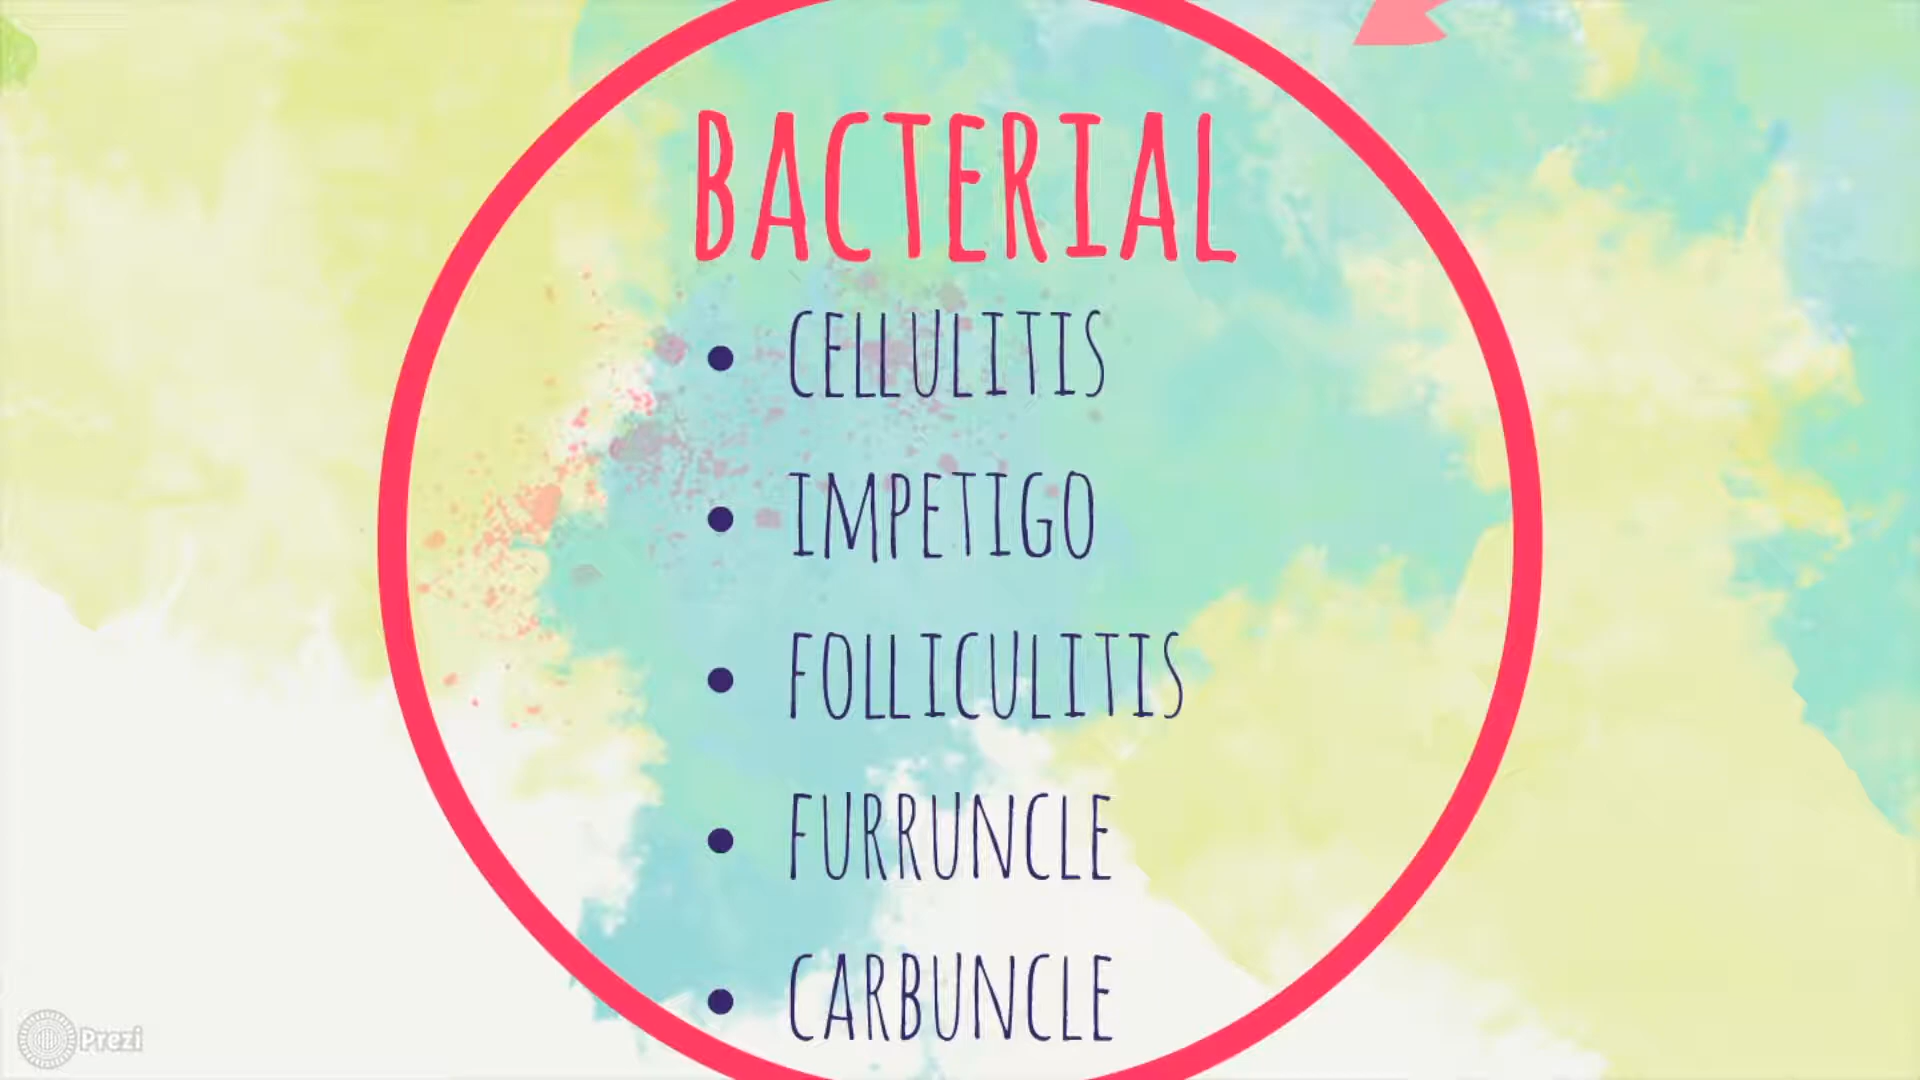 BACTERIAL
• CELLULITIS
• IMPETIGO
• FOLLICULITIS
• FURRUNCLE
• CARBUNCLE
Prezi